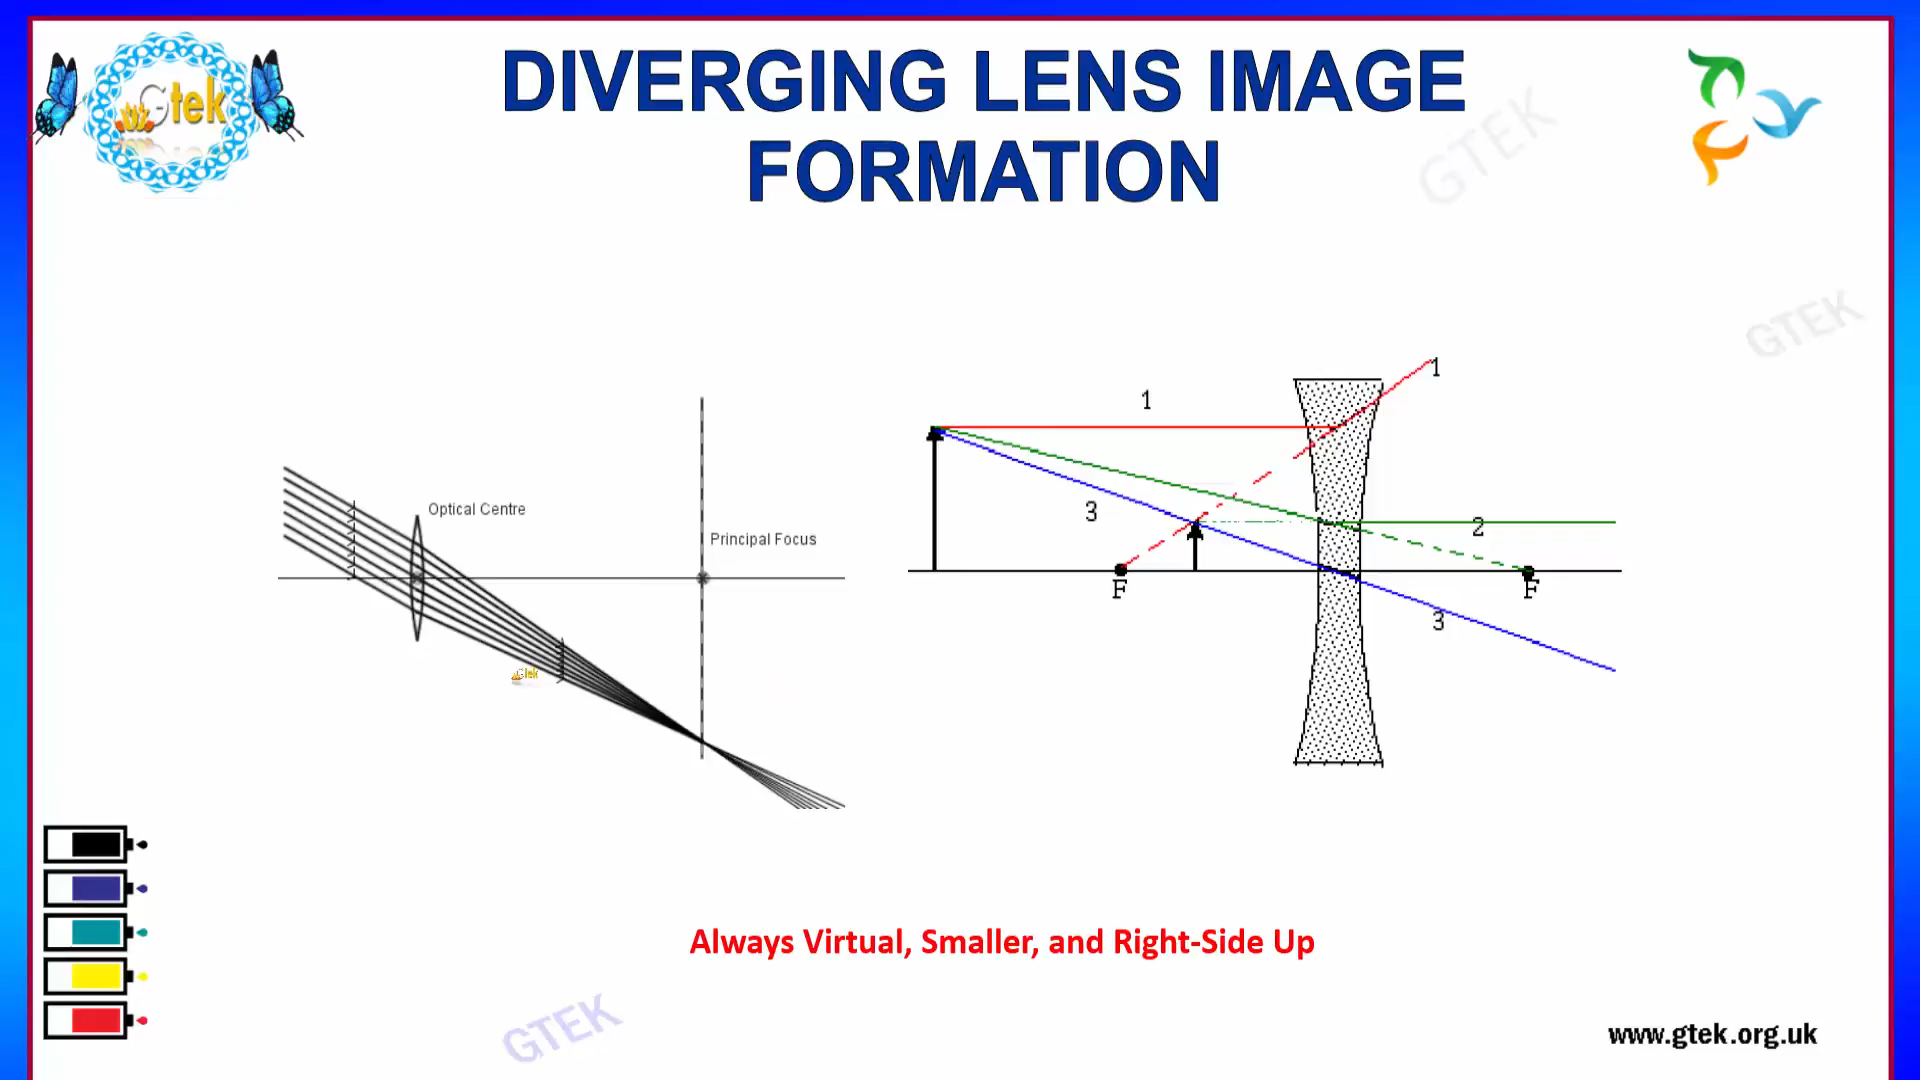 DIVERGING LENS IMAGE
FORMATION
Gtek
GTEK
GTEK
1
1
Optical Centre
3
2
Principal Focus
F
F
3
Gtek
Always Virtual, Smaller, and Right-Side Up
GTEK
www.gtek.org.uk